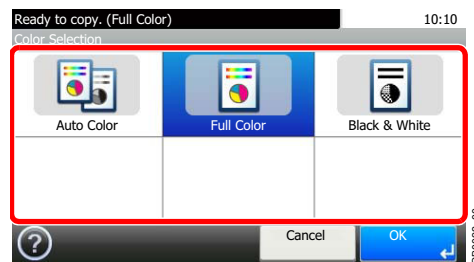 Ready to copy. (Full Color) 10:10
Color Selection
Auto Color Full Color Black & White
? Cancel OK